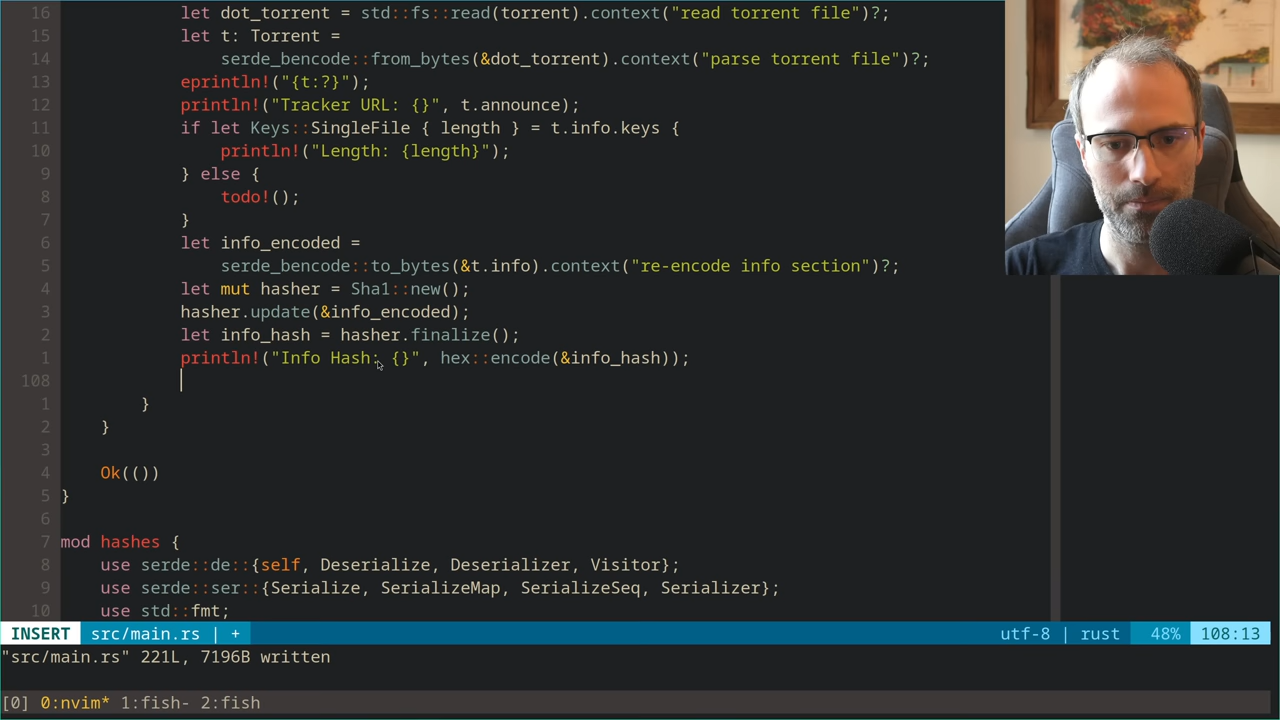 16 let dot_torrent = std::fs::read(torrent).context("read torrent file")?;
15 let t: Torrent =
14 serde_bencode::from_bytes(&dot_torrent).context("parse torrent file")?;
13 eprintln!("{t:?}");
12 println!("Tracker URL: {}", t.announce);
11 if let Keys::SingleFile { length } = t.info.keys {
10 println!("Length: {length}");
9 } else {
8 todo!();
7 }
6 let info_encoded =
5 serde_bencode::to_bytes(&t.info).context("re-encode info section")?;
4 let mut hasher = Sha1::new();
3 hasher.update(&info_encoded);
2 let info_hash = hasher.finalize();
1 println!("Info Hash: {}", hex::encode(&info_hash));
108
1 }
2 }
3
4 Ok(())
5 }
6
7 mod hashes {
8 use serde::de::{self, Deserialize, Deserializer, Visitor};
9 use serde::ser::{Serialize, SerializeMap, SerializeSeq, Serializer};
10 use std::fmt;
INSERT src/main.rs | + utf-8 | rust 48% 108:13
"src/main.rs" 221L, 7196B written
[0] 0:nvim* 1:fish- 2:fish